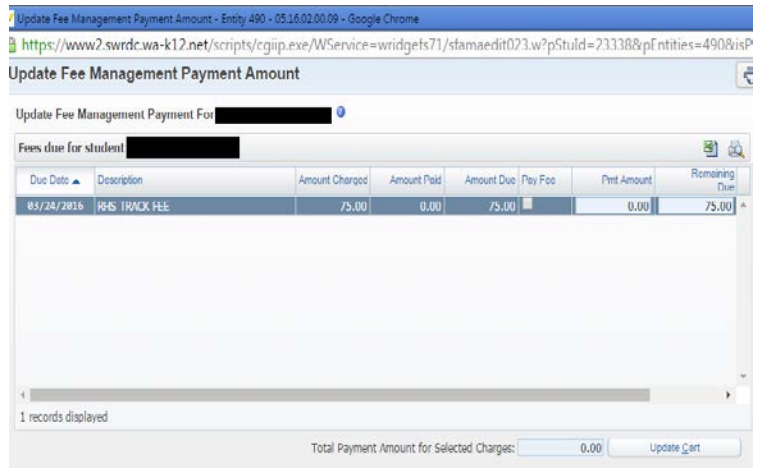 Update Fee Management Payment Amount - Entity 490 - 05.16.02.00.09 - Google Chrome
https://www2.swrdc.wa-k12.net/scripts/cgiip.exe/WService=wridgefs71/sfamaedit023.w?pStuId=23338&pEntities=490&isP
Update Fee Management Payment Amount
Update Fee Management Payment For
Fees due for student
Due Date Description Amount Charged Amount Paid Amount Due Pay Fee Pmt Amount Remaining Due
03/24/2016 RHS TRACK FEE 75.00 0.00 75.00 0.00 75.00
1 records displayed
Total Payment Amount for Selected Charges: 0.00 Update Cart